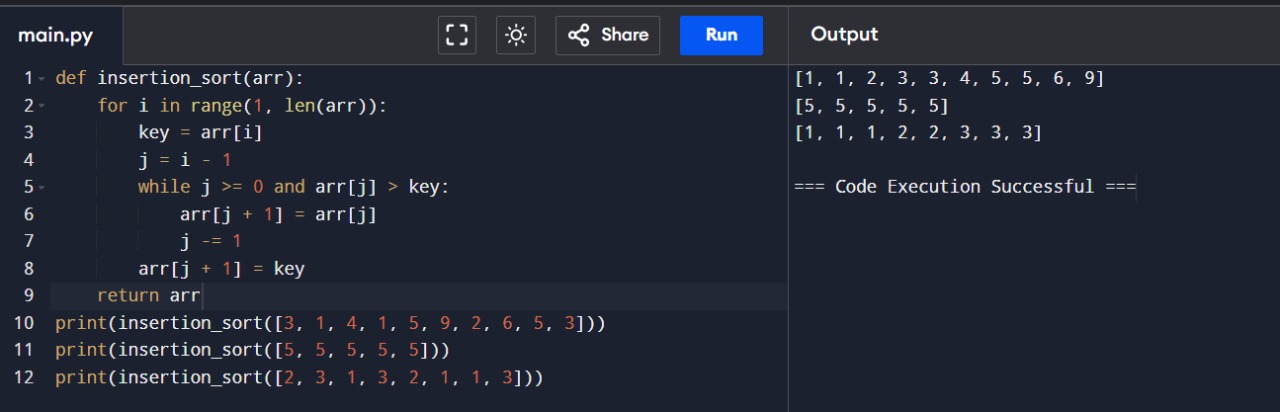 main.py Share Run Output
1 def insertion_sort(arr):
2     for i in range(1, len(arr)):
3         key = arr[i]
4         j = i - 1
5         while j >= 0 and arr[j] > key:
6             arr[j + 1] = arr[j]
7             j -= 1
8         arr[j + 1] = key
9     return arr
10 print(insertion_sort([3, 1, 4, 1, 5, 9, 2, 6, 5, 3]))
11 print(insertion_sort([5, 5, 5, 5, 5]))
12 print(insertion_sort([2, 3, 1, 3, 2, 1, 1, 3]))
[1, 1, 2, 3, 3, 4, 5, 5, 6, 9]
[5, 5, 5, 5, 5]
[1, 1, 1, 2, 2, 3, 3, 3]
=== Code Execution Successful ===